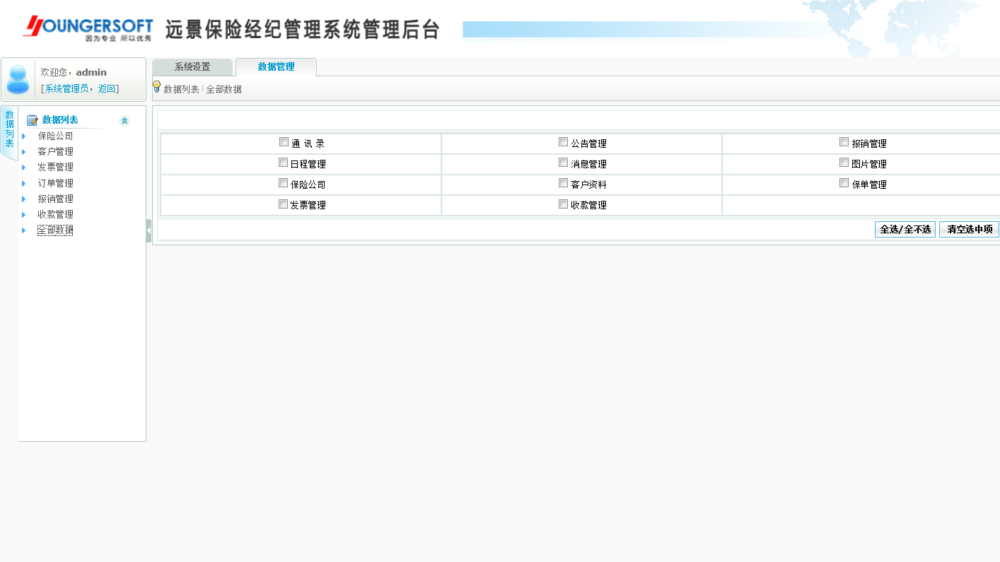 YOUNGERSOFT
因为专业 所以优秀
远景保险经纪管理系统管理后台
欢迎您，admin
[系统管理员，返回]
系统设置
数据管理
数据列表 全部数据
数据列表
数据列表
保险公司
客户管理
发票管理
订单管理
报销管理
收款管理
全部数据
通 讯 录 公告管理 报销管理
日程管理 消息管理 图片管理
保险公司 客户资料 保单管理
发票管理 收款管理
全选/全不选 清空选中项